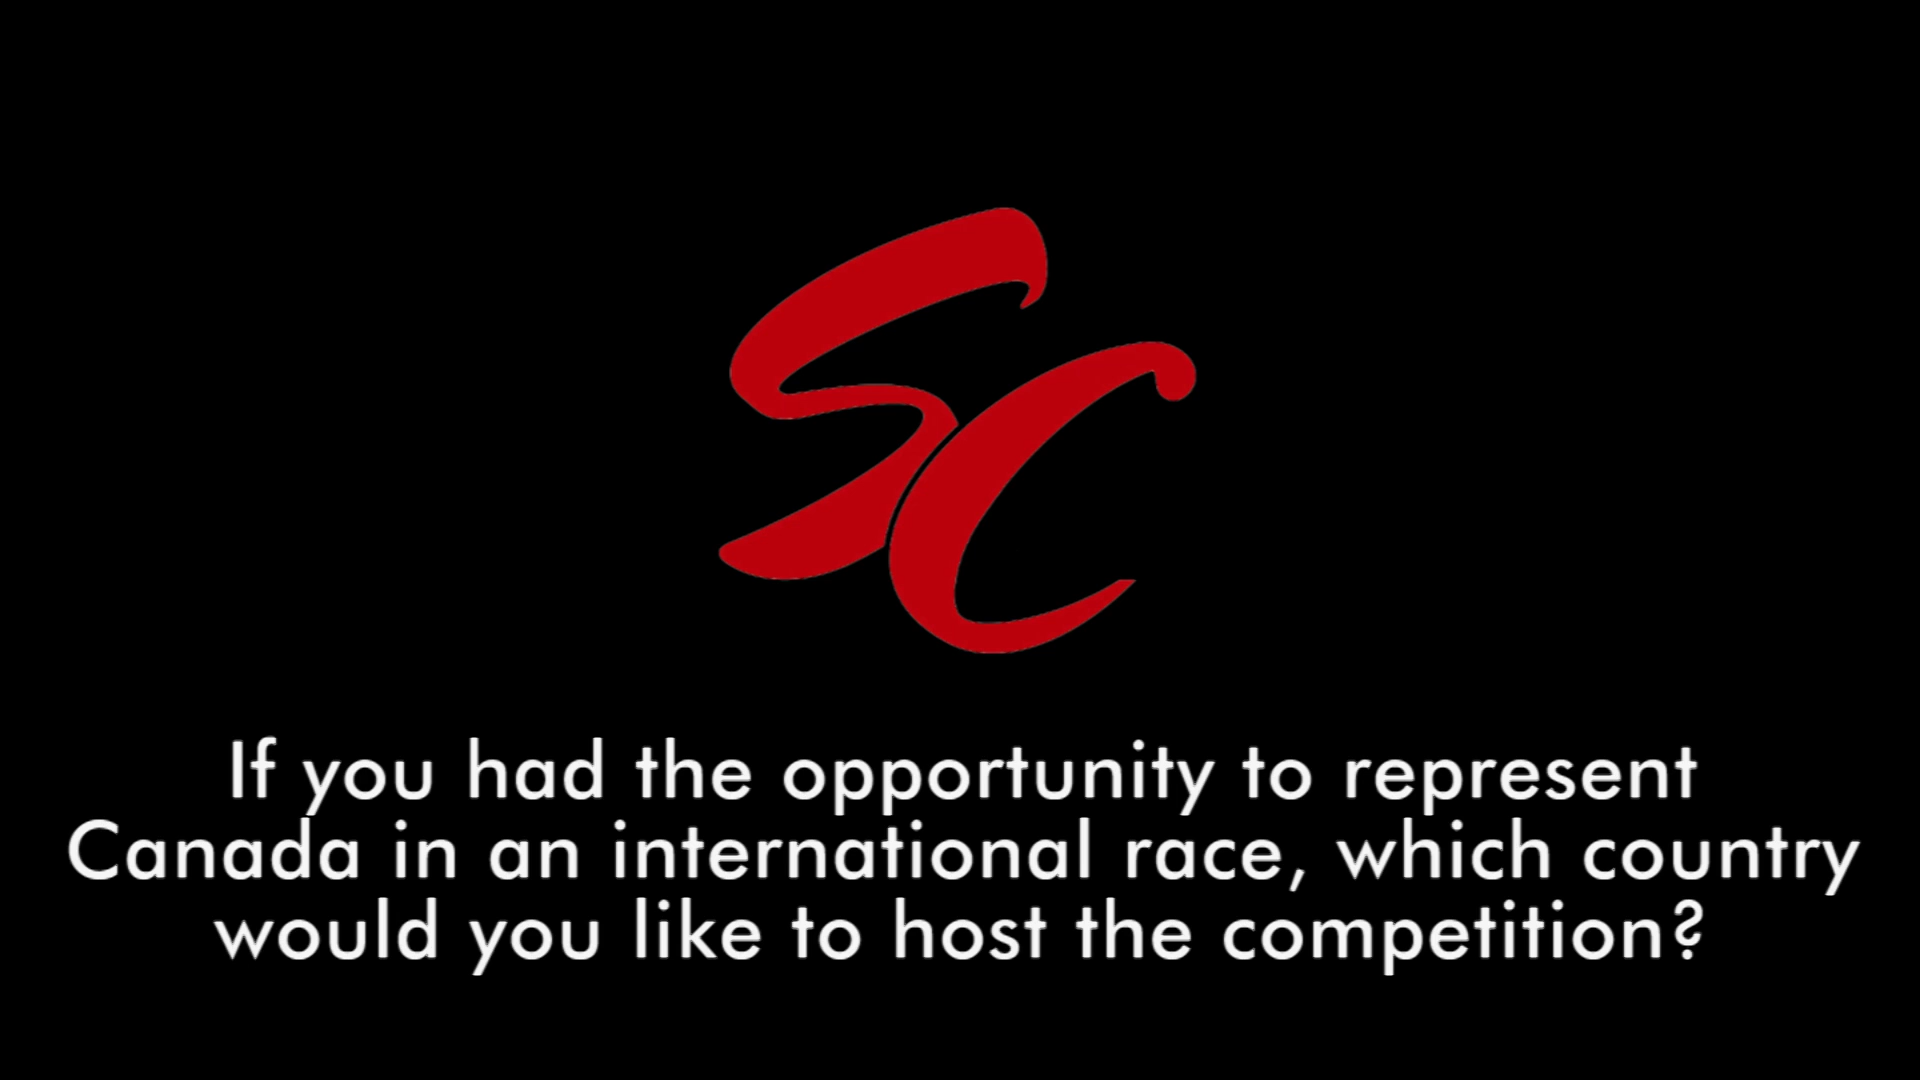 SC
If you had the opportunity to represent
Canada in an international race, which country
would you like to host the competition?